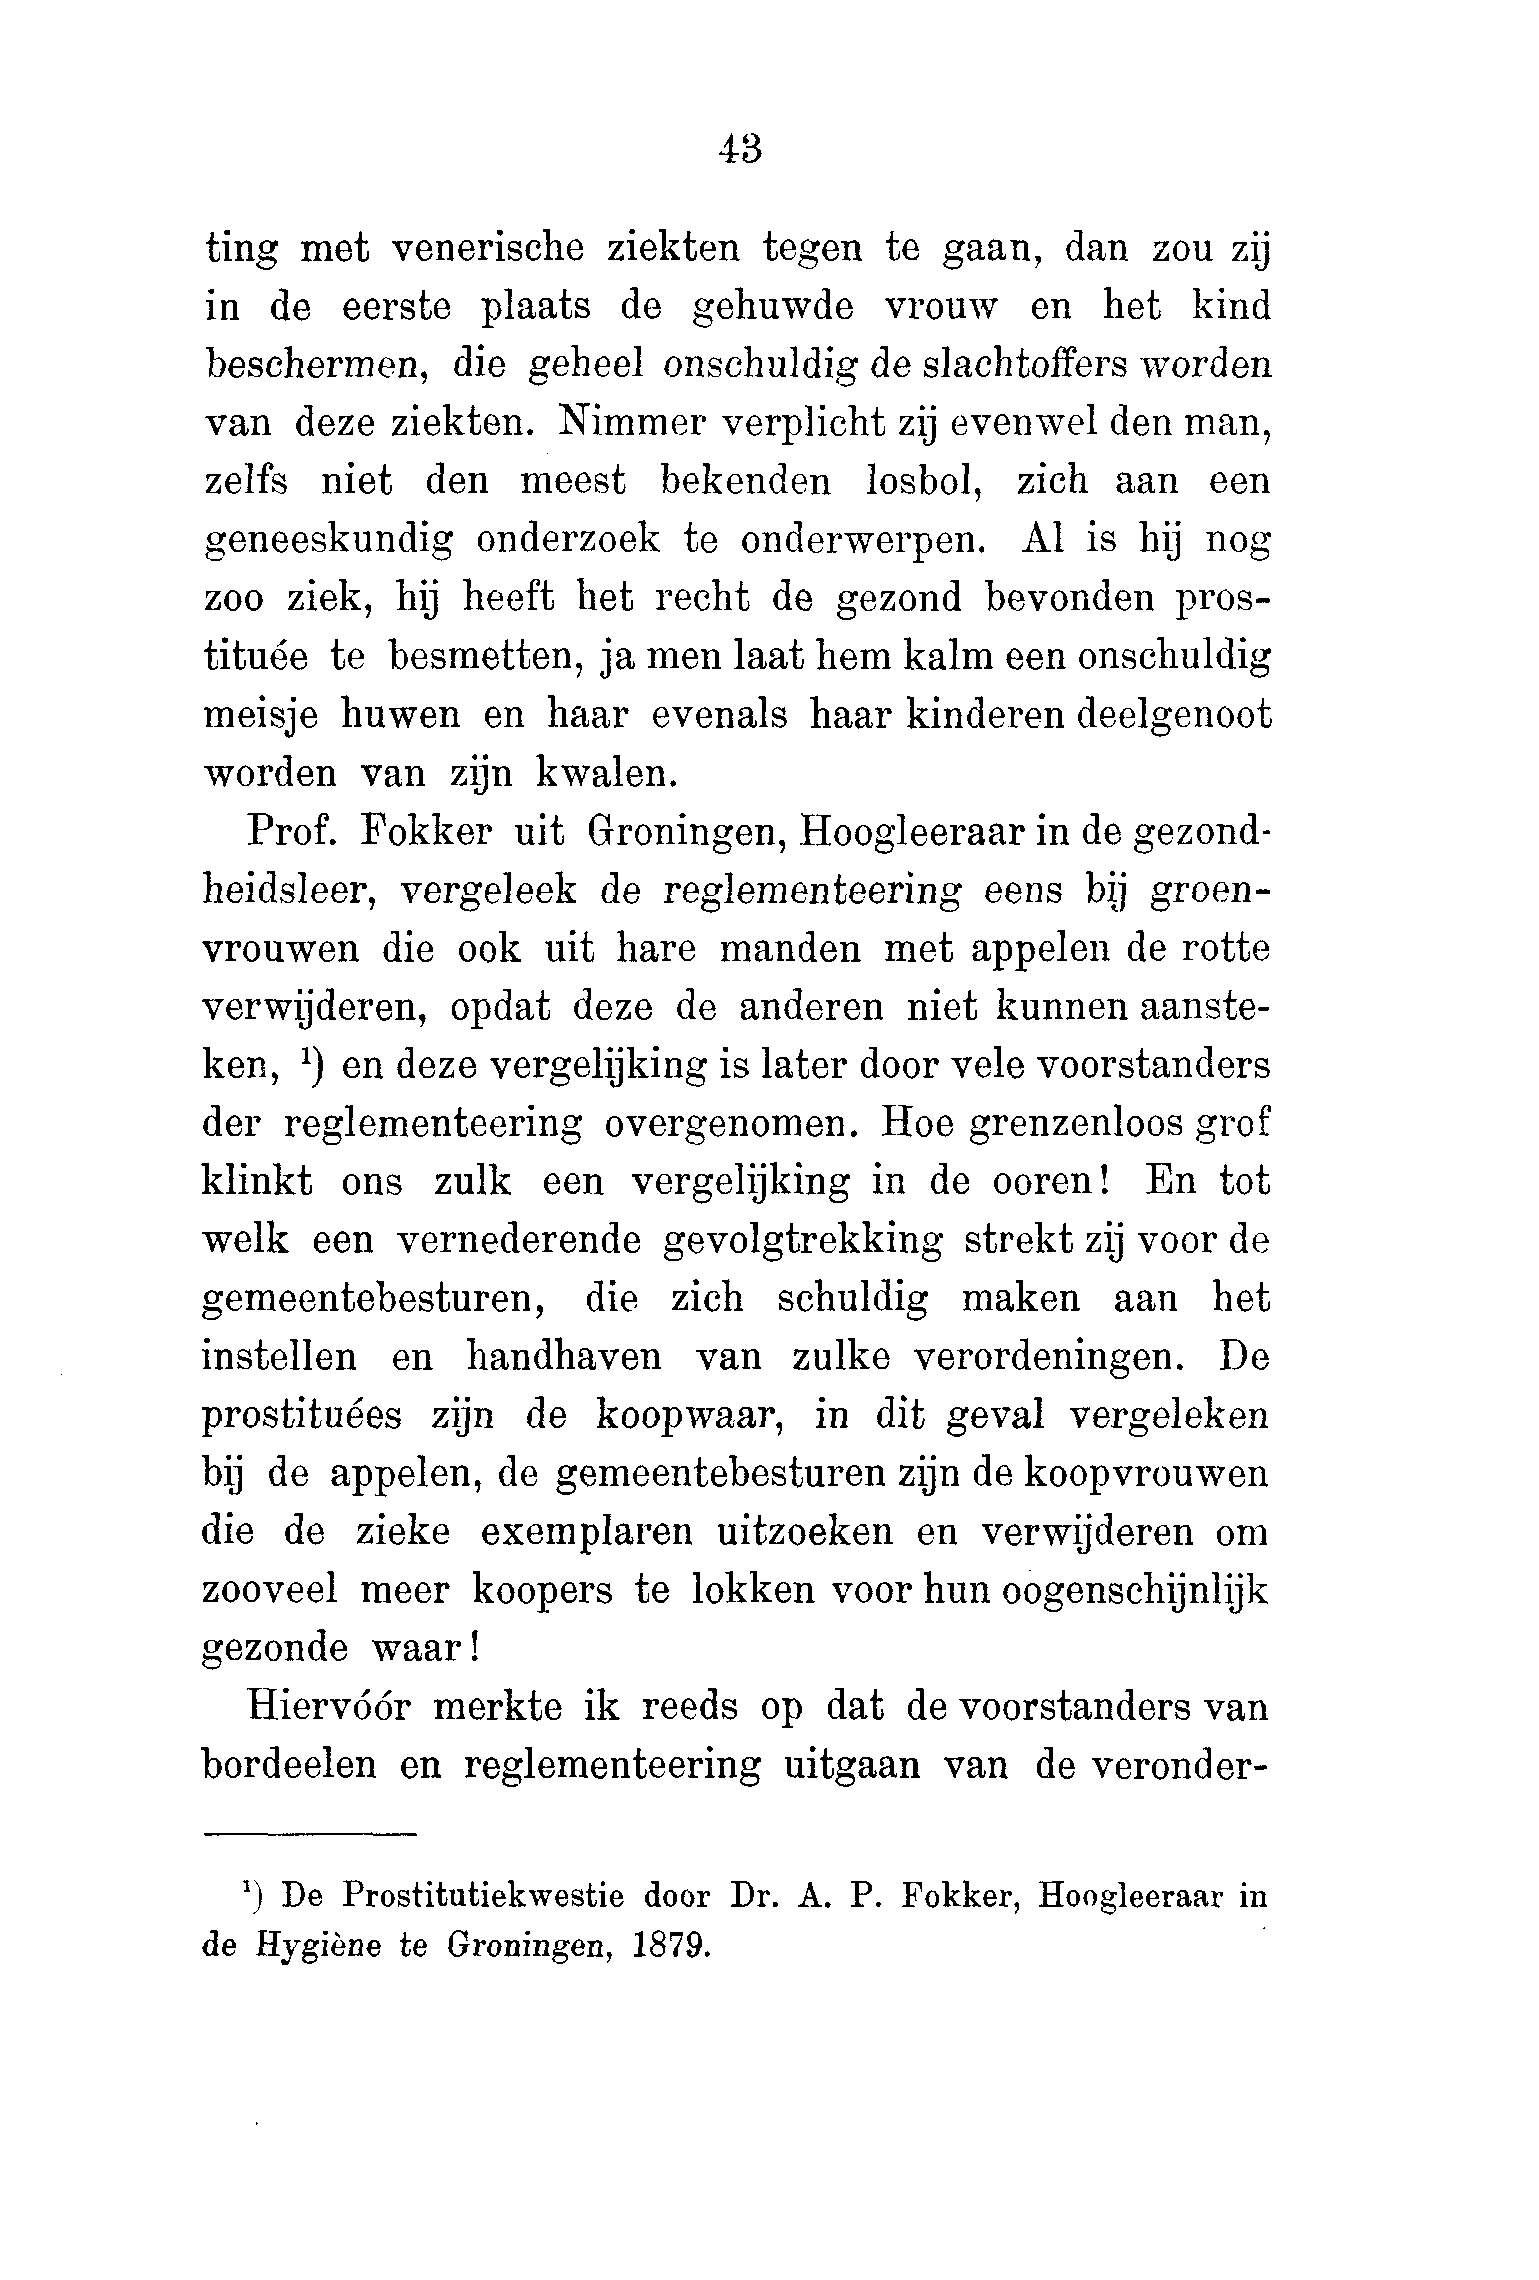 43
ting met venerische ziekten tegen te gaan, dan zou zij
in de eerste plaats de gehuwde vrouw en het kind
beschermen, die geheel onschuldig de slachtoffers worden
van deze ziekten. Nimmer verplicht zij evenwel den man,
zelfs niet den meest bekenden losbol, zich aan een
geneeskundig onderzoek te onderwerpen. Al is hij nog
zoo ziek, hij heeft het recht de gezond bevonden pros-
tituée te besmetten, ja men laat hem kalm een onschuldig
meisje huwen en haar evenals haar kinderen deelgenoot
worden van zijn kwalen.
Prof. Fokker uit Groningen, Hoogleeraar in de gezond-
heidsleer, vergeleek de reglementeering eens bij groen-
vrouwen die ook uit hare manden met appelen de rotte
verwijderen, opdat deze de anderen niet kunnen aanste-
ken, ¹) en deze vergelijking is later door vele voorstanders
der reglementeering overgenomen. Hoe grenzenloos grof
klinkt ons zulk een vergelijking in de ooren! En tot
welk een vernederende gevolgtrekking strekt zij voor de
gemeentebesturen, die zich schuldig maken aan het
instellen en handhaven van zulke verordeningen. De
prostituées zijn de koopwaar, in dit geval vergeleken
bij de appelen, de gemeentebesturen zijn de koopvrouwen
die de zieke exemplaren uitzoeken en verwijderen om
zooveel meer koopers te lokken voor hun oogenschijnlijk
gezonde waar!
Hiervóór merkte ik reeds op dat de voorstanders van
bordeelen en reglementeering uitgaan van de veronder-
¹) De Prostitutiekwestie door Dr. A. P. Fokker, Hoogleeraar in
de Hygiène te Groningen, 1879.